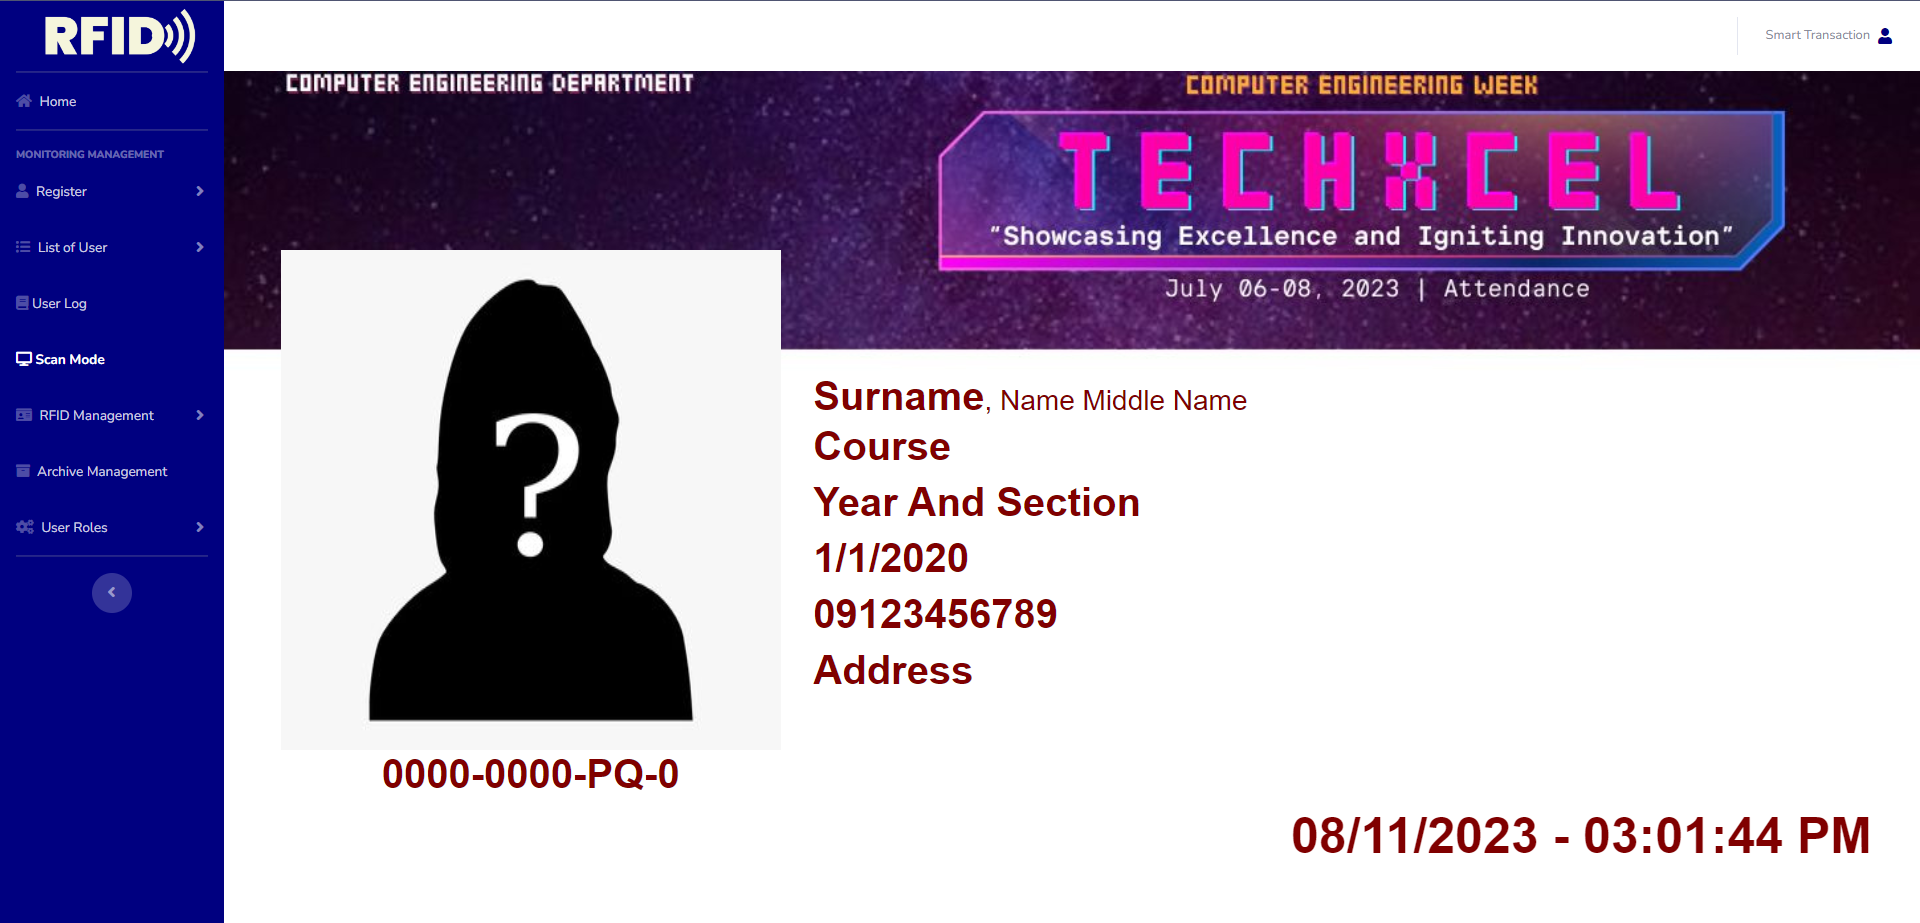 RFID
Smart Transaction
Home
MONITORING MANAGEMENT
Register
List of User
User Log
Scan Mode
RFID Management
Archive Management
User Roles
COMPUTER ENGINEERING DEPARTMENT
COMPUTER ENGINEERING WEEK
TECHXCEL
"Showcasing Excellence and Igniting Innovation"
July 06-08, 2023 | Attendance
?
0000-0000-PQ-0
Surname, Name Middle Name
Course
Year And Section
1/1/2020
09123456789
Address
08/11/2023 - 03:01:44 PM